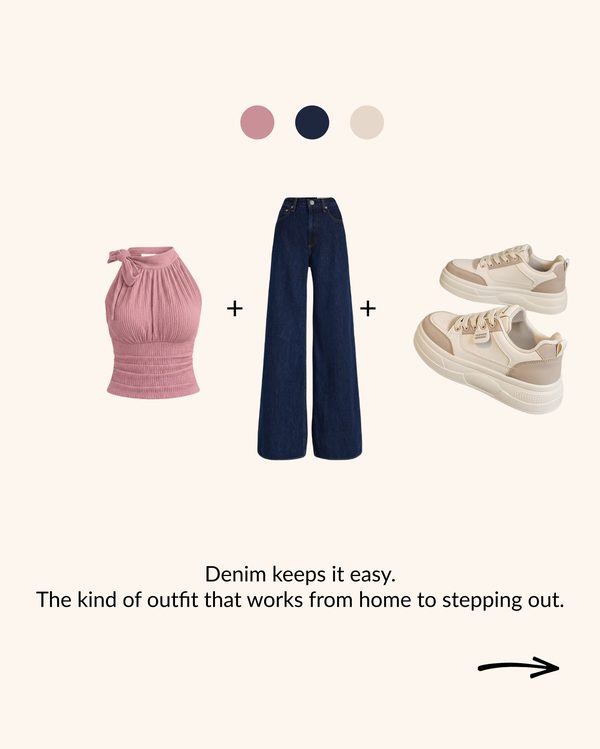 + +
Denim keeps it easy.
The kind of outfit that works from home to stepping out.